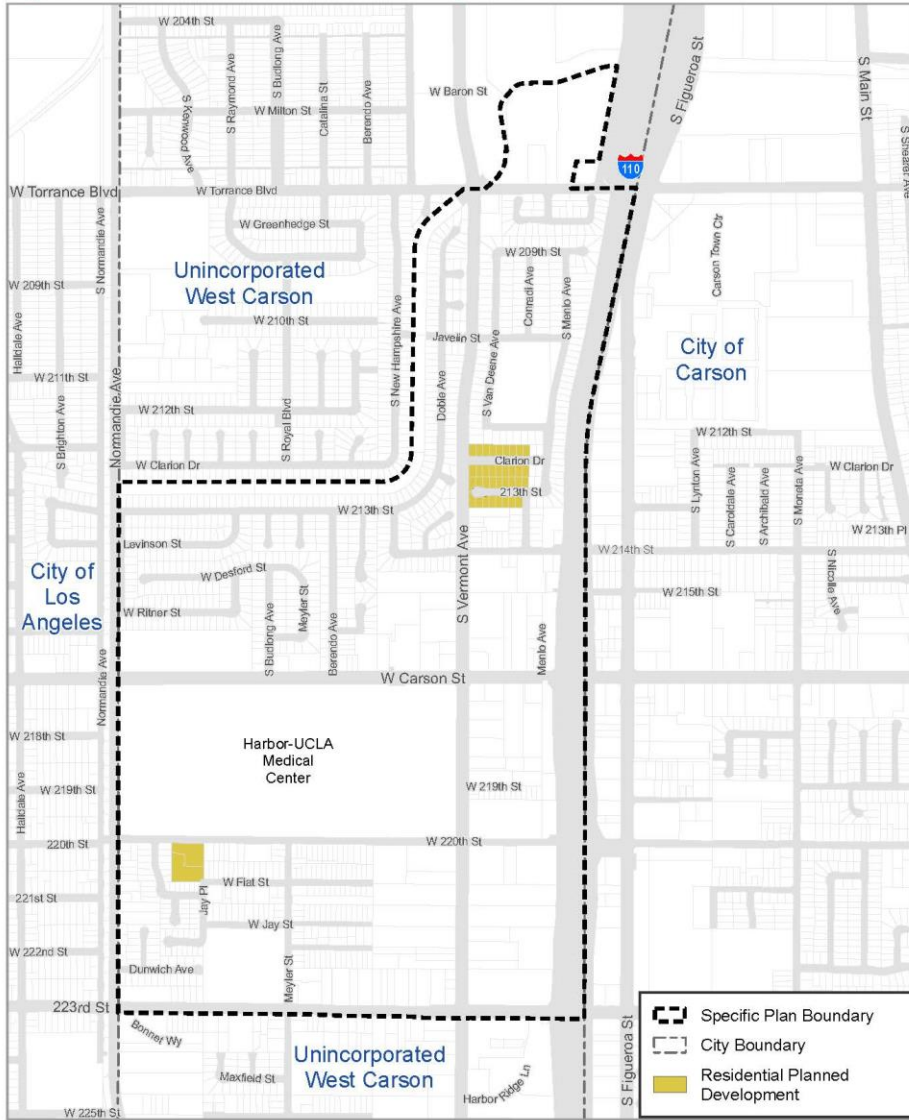 W 204th St
S Kenwood Ave
S Raymond Ave
S Budlong Ave
Catalina St
Berendo Ave
W Milton St
W Baron St
S Figueroa St
S Main St
S Shearer Ave
110
W Torrance Blvd
W Torrance Blvd
W Greenhedge St
S Normandie Ave
Unincorporated
West Carson
W 209th St
W 209th St
Conradi Ave
S Menlo Ave
Carson Town Ctr
Halldale Ave
W 210th St
S New Hampshire Ave
Javelin St
S Van Deene Ave
Doble Ave
City of
Carson
W 211th St
S Brighton Ave
Normandie Ave
W 212th St
S Royal Blvd
W Clarion Dr
Clarion Dr
213th St
W 213th St
W 212th St
S Lynton Ave
S Caroldale Ave
S Archibald Ave
S Moneta Ave
W Clarion Dr
W 213th Pl
Levinson St
W Desford St
W Ritner St
S Budlong Ave
Meyler St
Berendo Ave
S Vermont Ave
Menlo Ave
W 214th St
W 215th St
S Nicolle Ave
City of
Los
Angeles
Normandie Ave
W Carson St
W 218th St
Harbor-UCLA
Medical
Center
W 219th St
W 219th St
Halldale Ave
220th St
W 220th St
W Fiat St
Jay Pl
221st St
W Jay St
W 222nd St
Dunwich Ave
Meyler St
223rd St
Bonner Wy
Unincorporated
West Carson
Maxfield St
Harbor Ridge Ln
S Figueroa St
W 225th St
Specific Plan Boundary
City Boundary
Residential Planned
Development